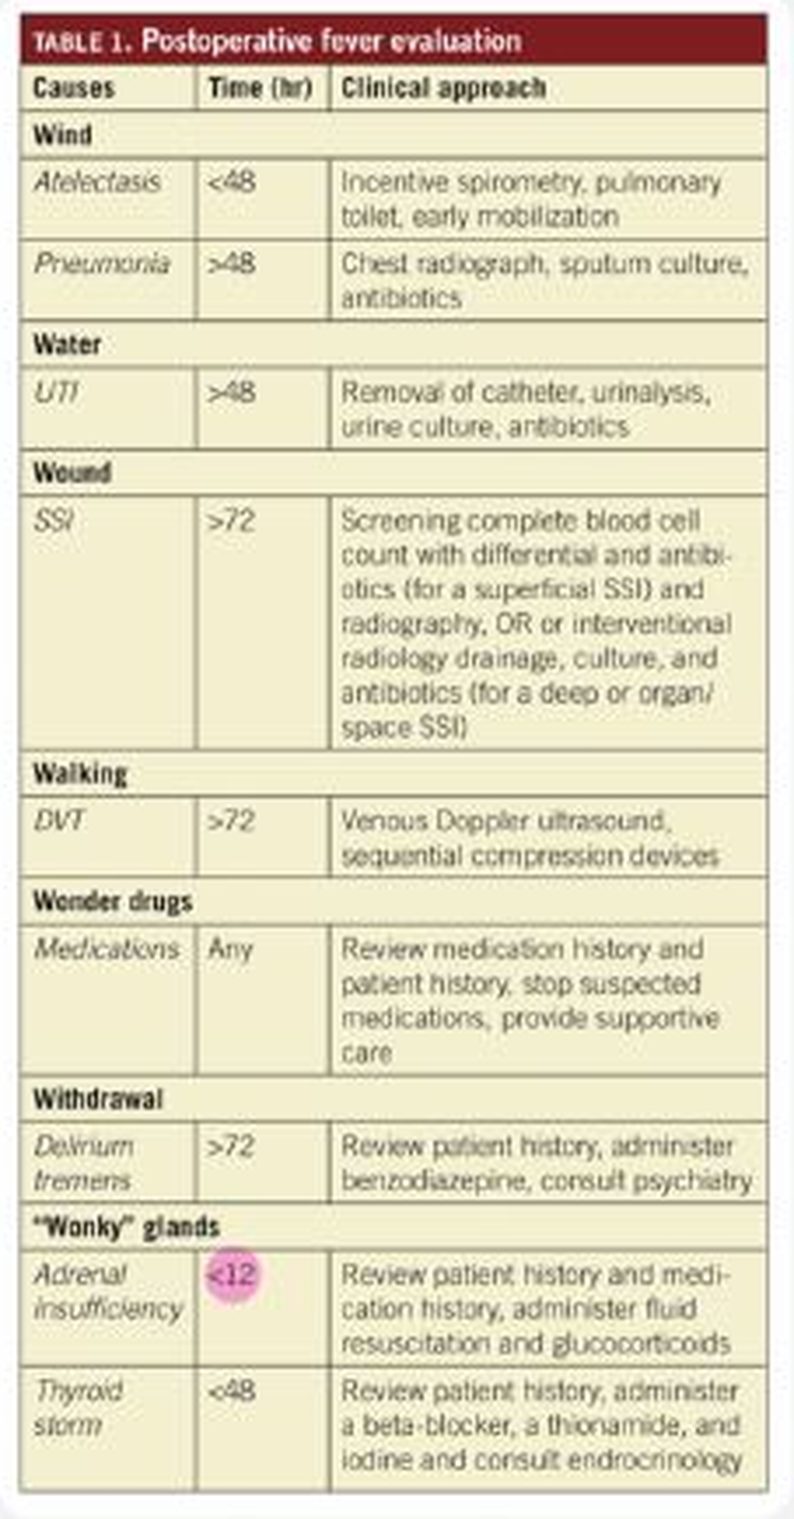 TABLE 1. Postoperative fever evaluation
Causes Time (hr) Clinical approach
Wind
Atelectasis <48 Incentive spirometry, pulmonary
toilet, early mobilization
Pneumonia >48 Chest radiograph, sputum culture,
antibiotics
Water
UTI >48 Removal of catheter, urinalysis,
urine culture, antibiotics
Wound
SSI >72 Screening complete blood cell
count with differential and antibi-
otics (for a superficial SSI) and
radiography, OR or interventional
radiology drainage, culture, and
antibiotics (for a deep or organ/
space SSI)
Walking
DVT >72 Venous Doppler ultrasound,
sequential compression devices
Wonder drugs
Medications Any Review medication history and
patient history, stop suspected
medications, provide supportive
care
Withdrawal
Delirium >72 Review patient history, administer
tremens benzodiazepine, consult psychiatry
"Wonky" glands
Adrenal <12 Review patient history and medi-
insufficiency cation history, administer fluid
resuscitation and glucocorticoids
Thyroid <48 Review patient history, administer
storm a beta-blocker, a thionamide, and
iodine and consult endrocrinology